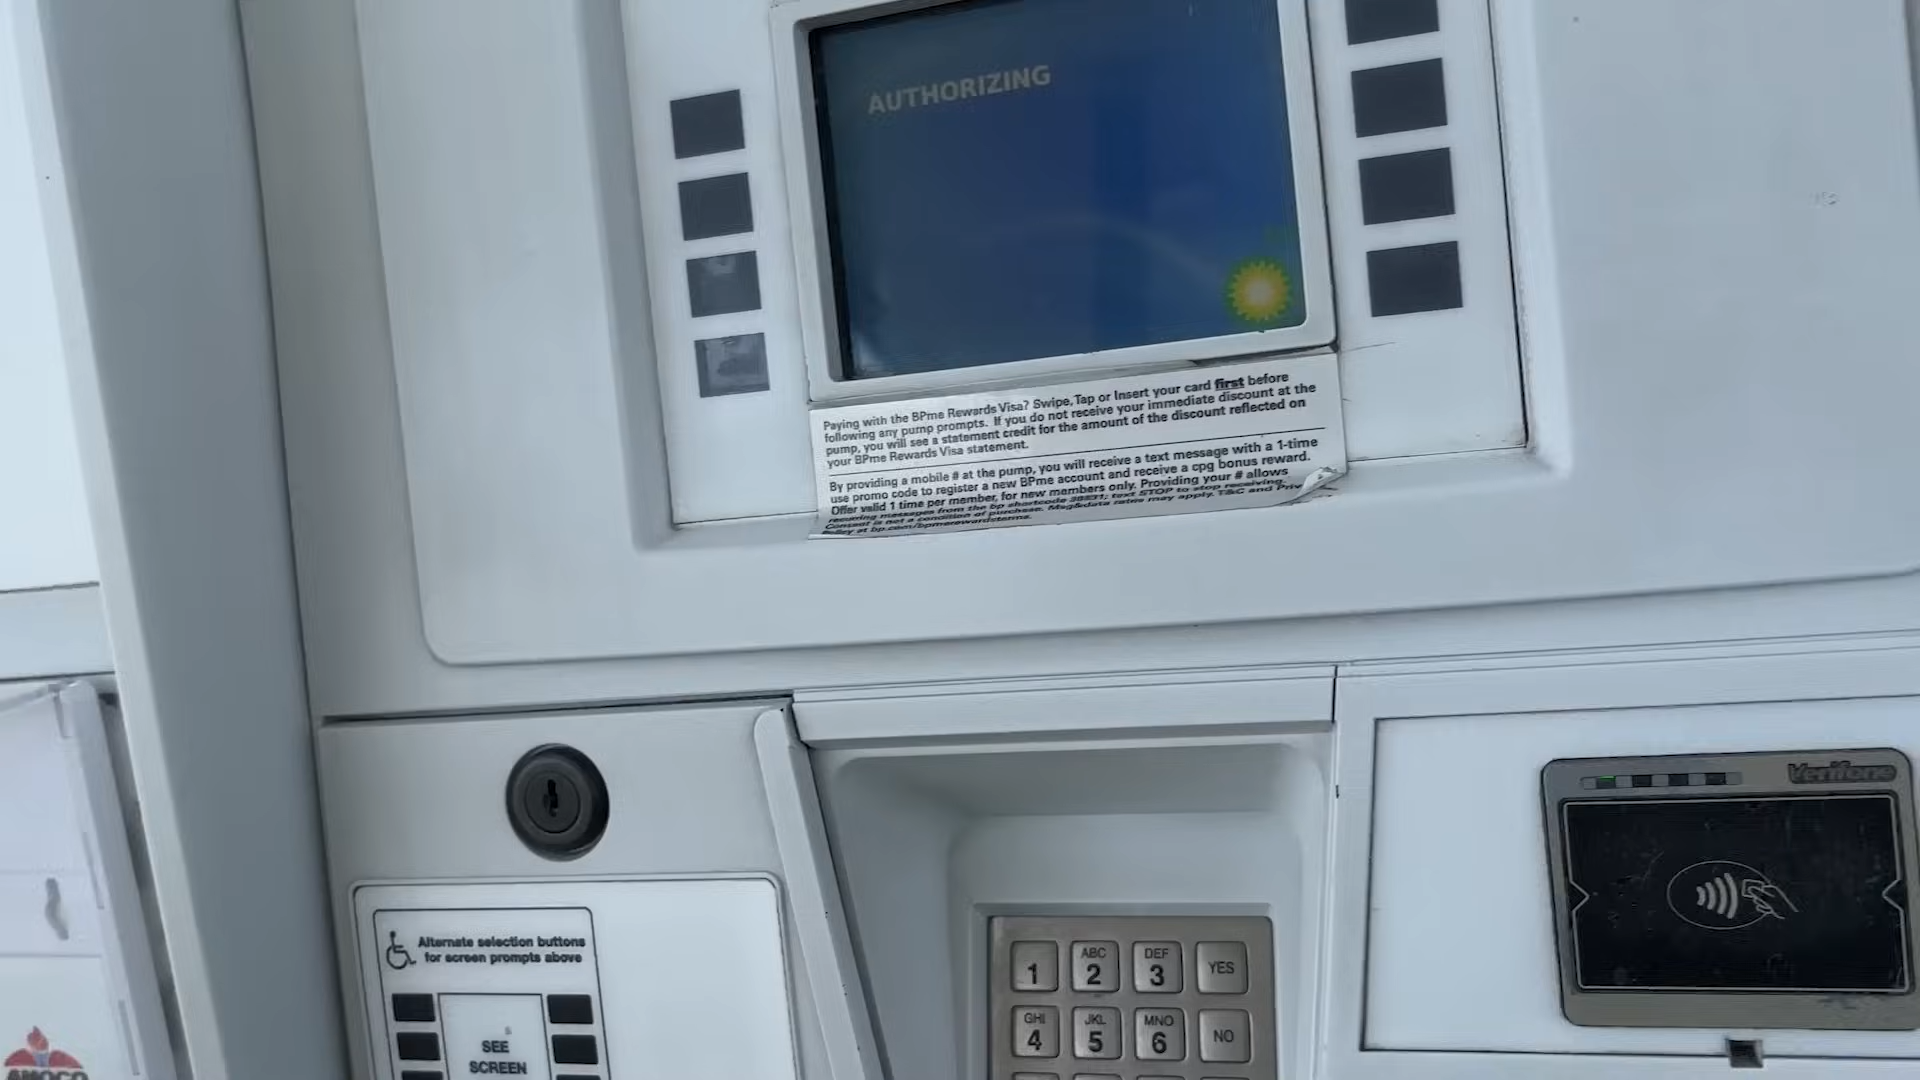 AUTHORIZING
Paying with the BPme Rewards Visa? Swipe, Tap or Insert your card first before
following any pump prompts. If you do not receive your immediate discount at the
pump, you will see a statement credit for the amount of the discount reflected on
your BPme Rewards Visa statement.
By providing a mobile # at the pump, you will receive a text message with a 1-time
use promo code to register a new BPme account and receive a cpg bonus reward.
Offer valid 1 time per member, for new members only. Providing your # allows
recurring messages from the bp shortcode text STOP to stop receiving.
Consent is not a condition of purchase. Msg&data rates may apply. T&C and
Policy at bp.com/bpmerewardsterms.
Verifone
Alternate selection buttons
for screen prompts above
SEE
SCREEN
1 ABC 2 DEF 3 YES
GHI 4 JKL 5 MNO 6 NO
AMOCO